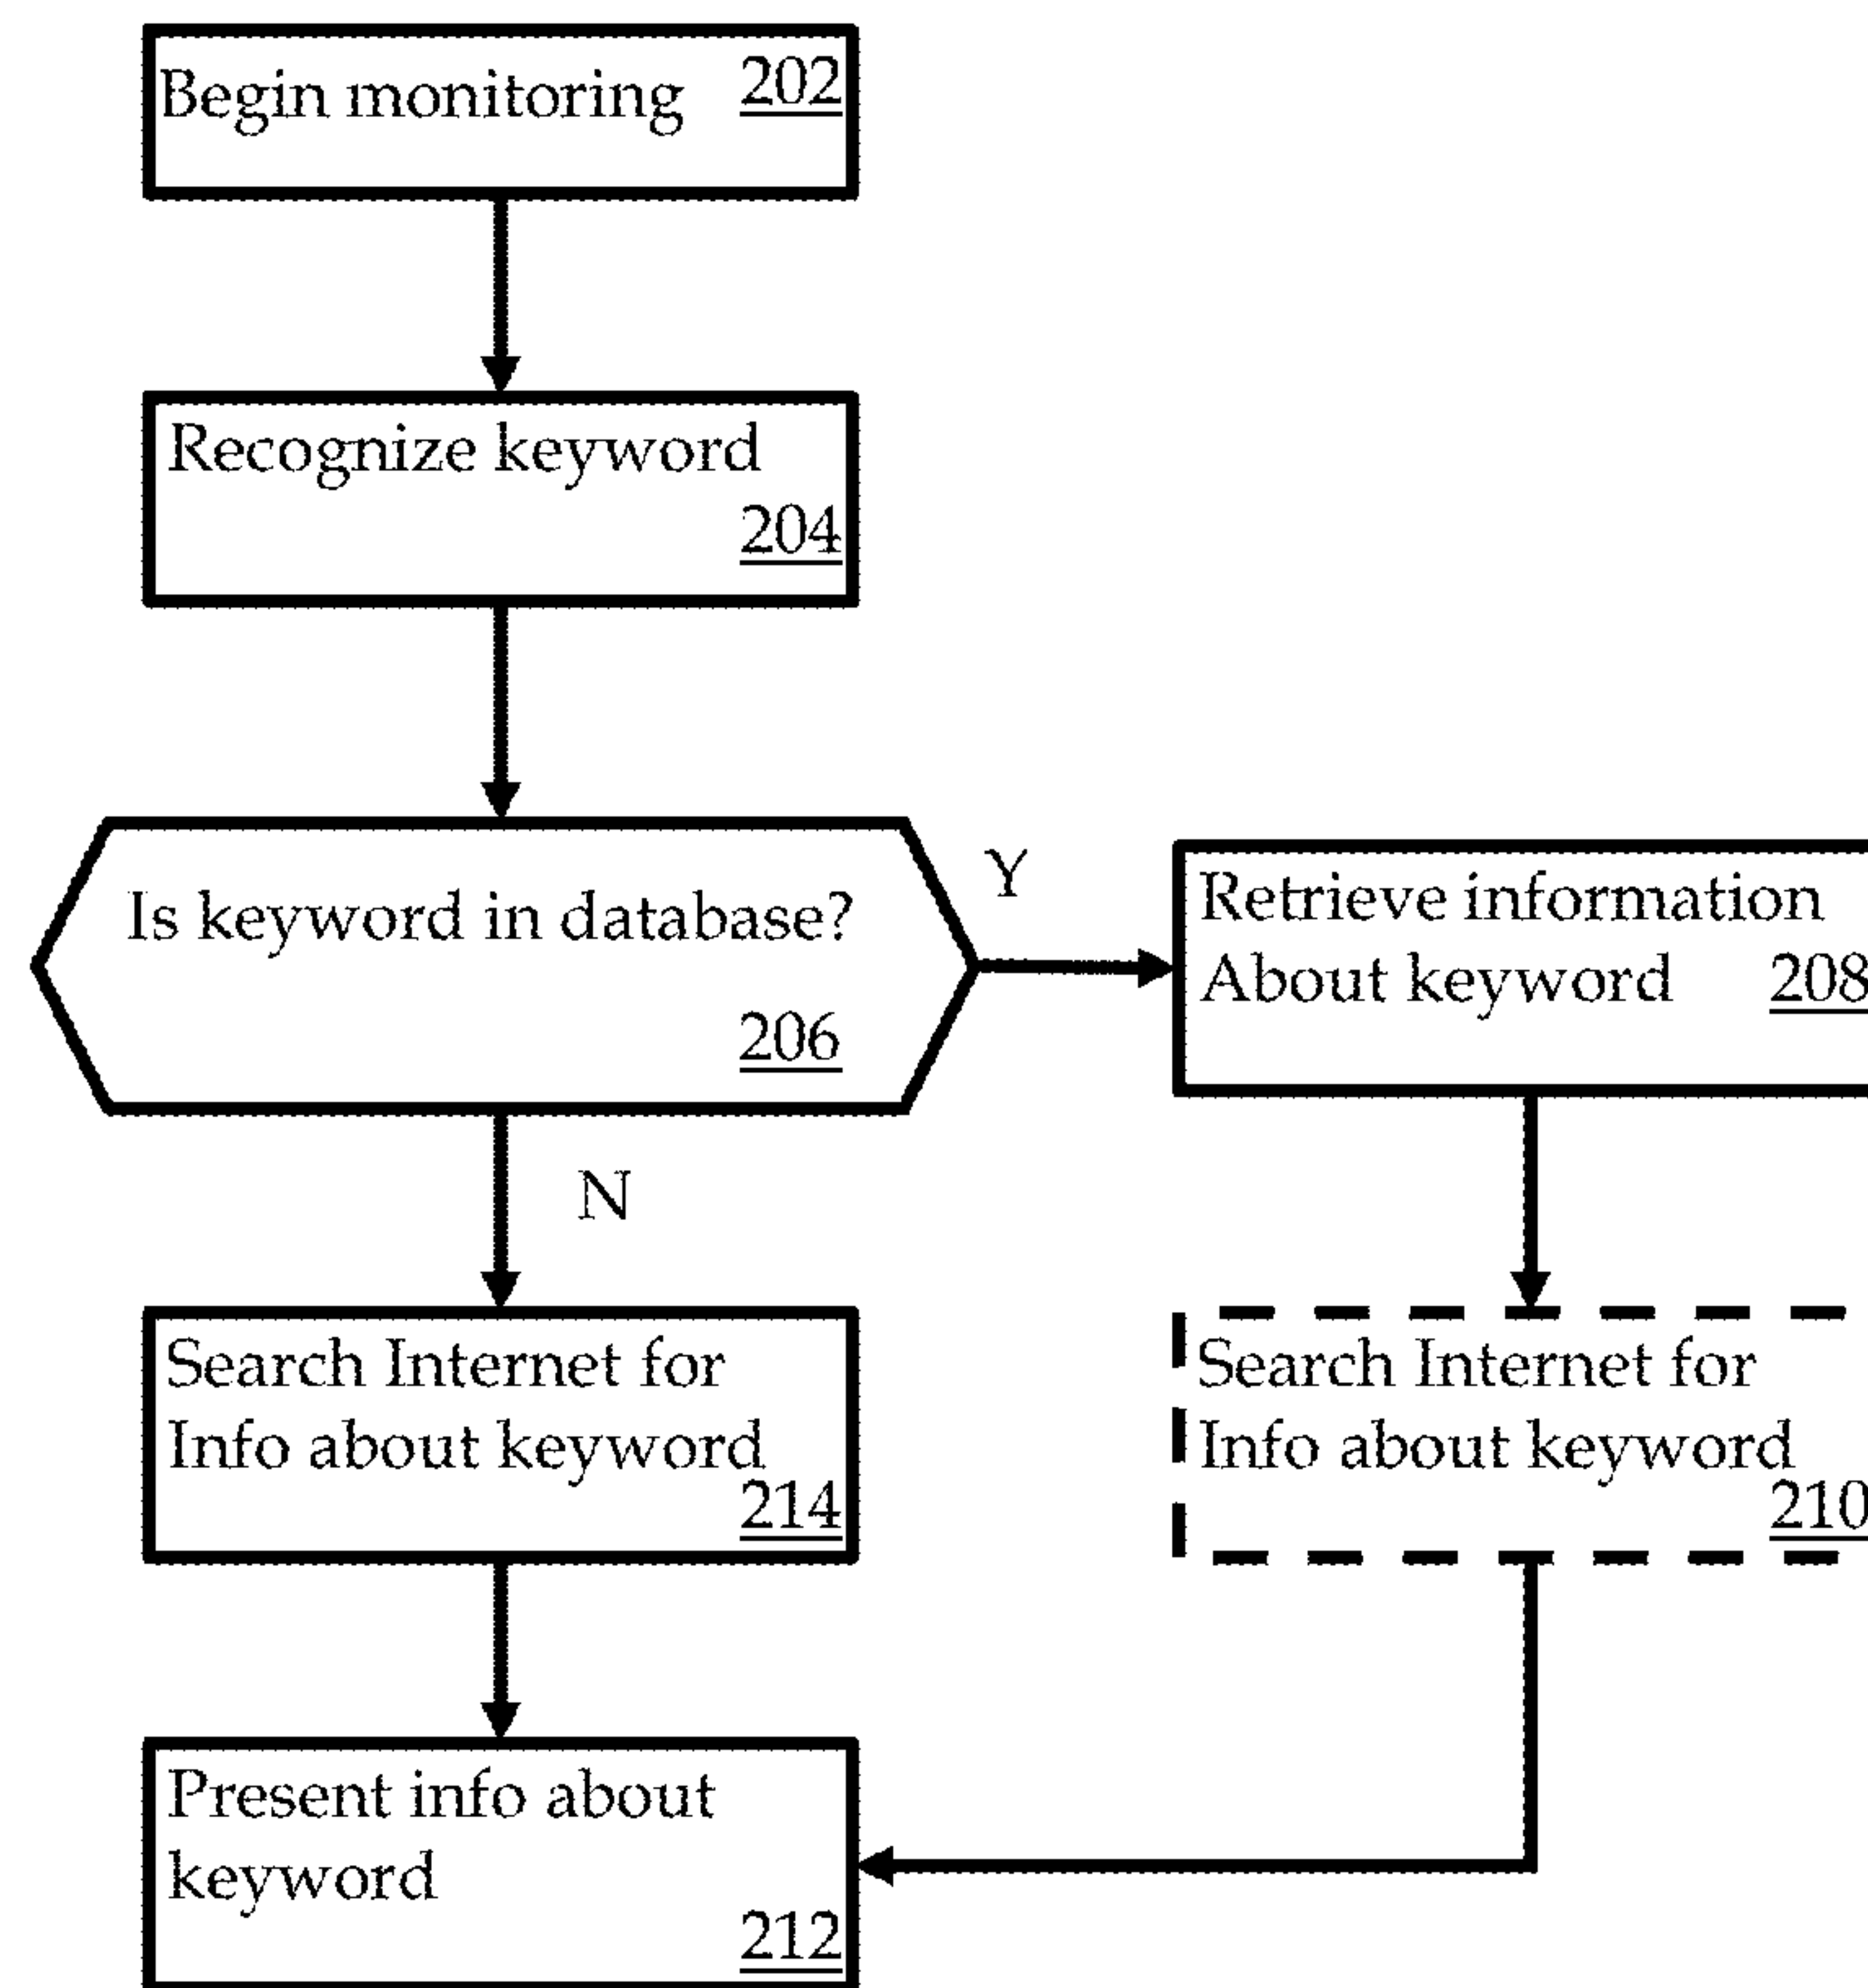 Begin monitoring 202
Recognize keyword
204
Is keyword in database?
206
Y
Retrieve information
About keyword 208
N
Search Internet for
Info about keyword
214
Search Internet for
Info about keyword
210
Present info about
keyword
212